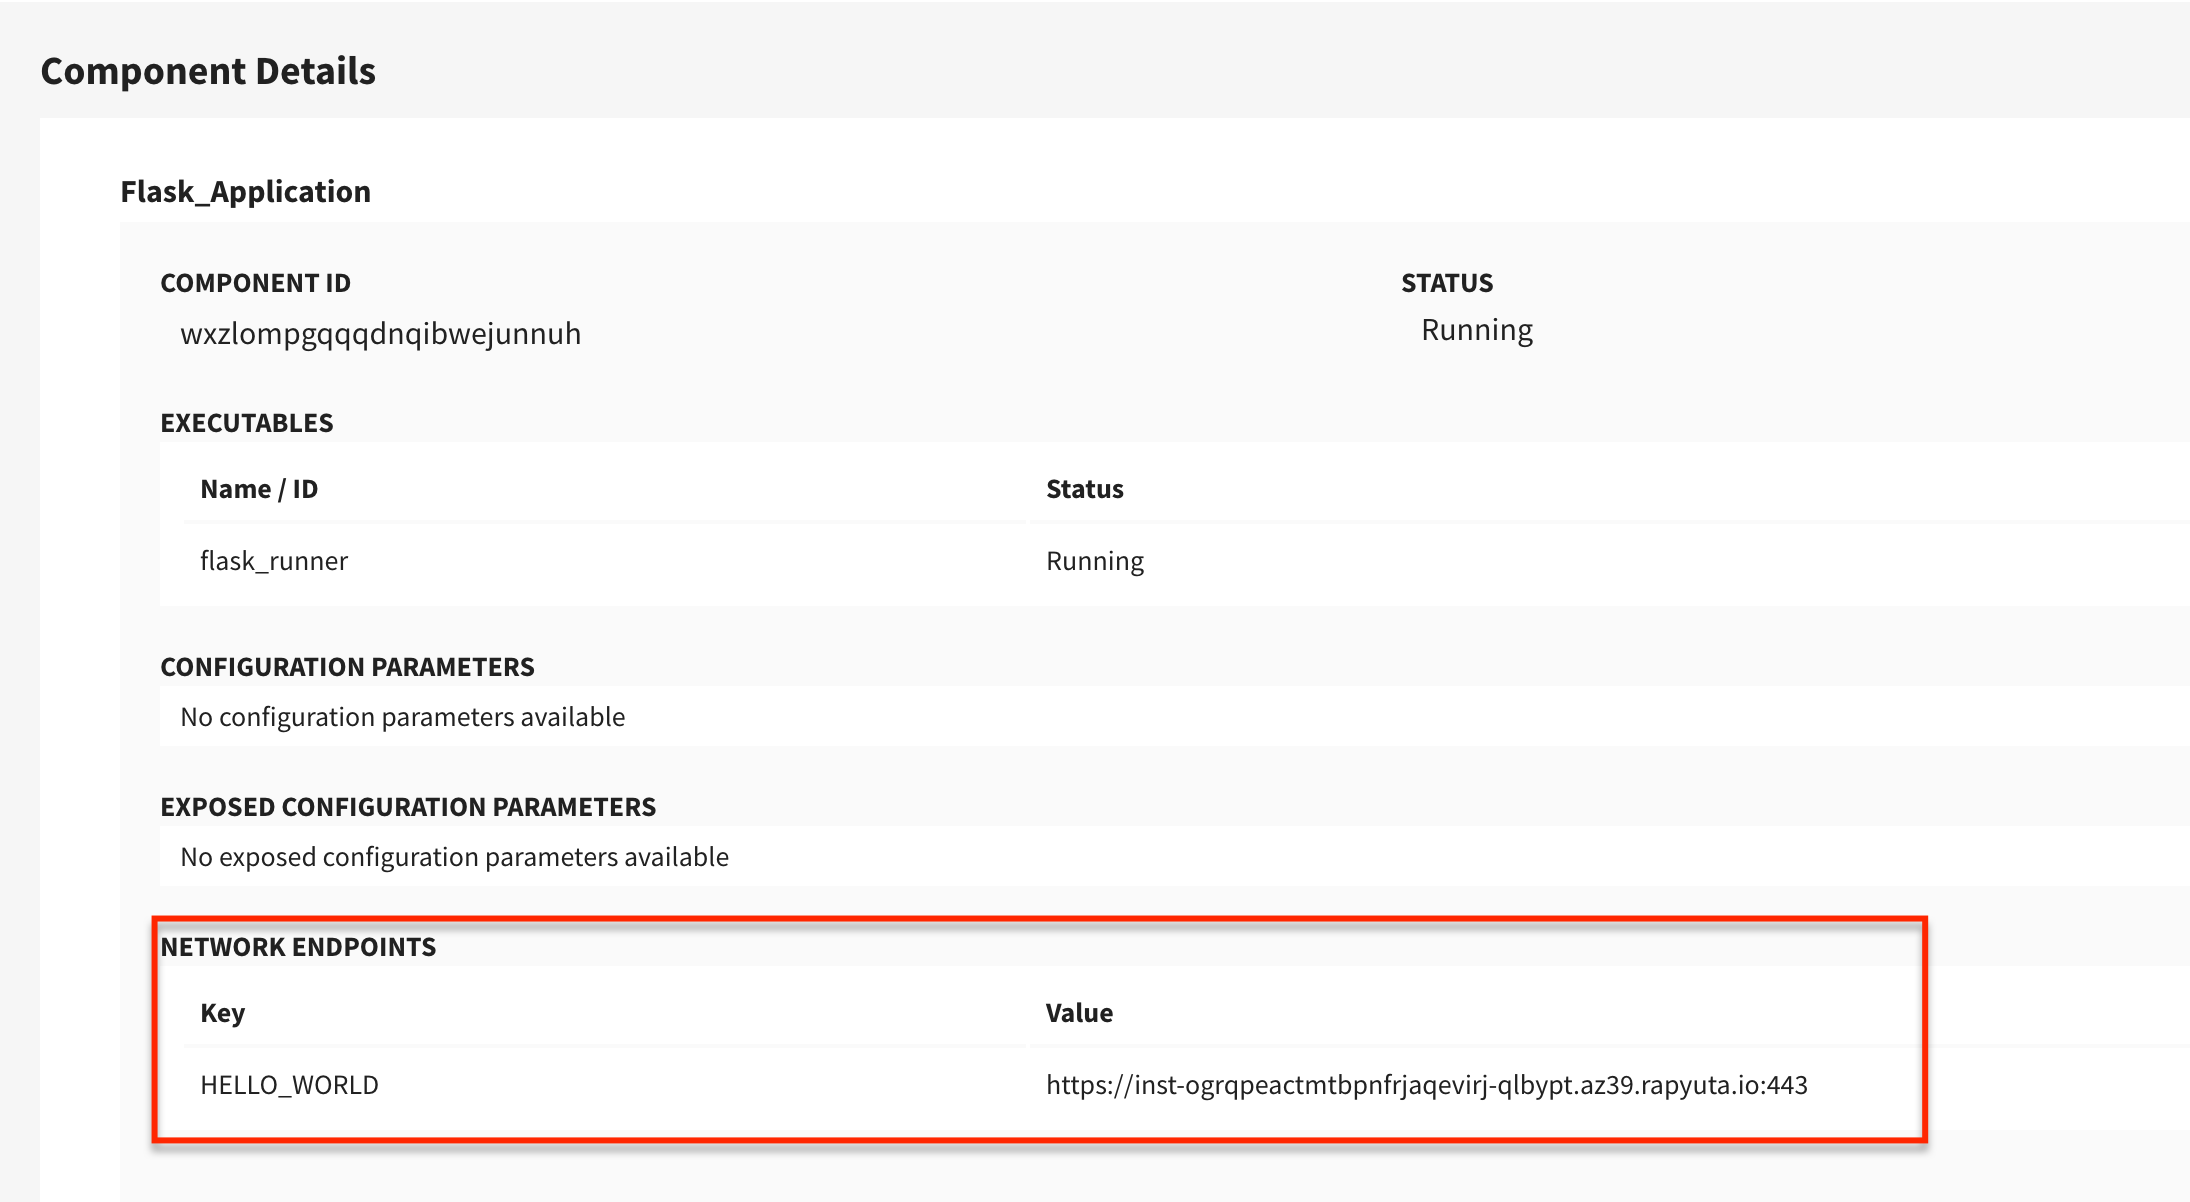 Component Details
Flask_Application
COMPONENT ID STATUS
wxzlompgqqqdnqibwejunnuh Running
EXECUTABLES
Name / ID Status
flask_runner Running
CONFIGURATION PARAMETERS
No configuration parameters available
EXPOSED CONFIGURATION PARAMETERS
No exposed configuration parameters available
NETWORK ENDPOINTS
Key Value
HELLO_WORLD https://inst-ogrqpeactmtbpnfrjaqevirj-qlbypt.az39.rapyuta.io:443